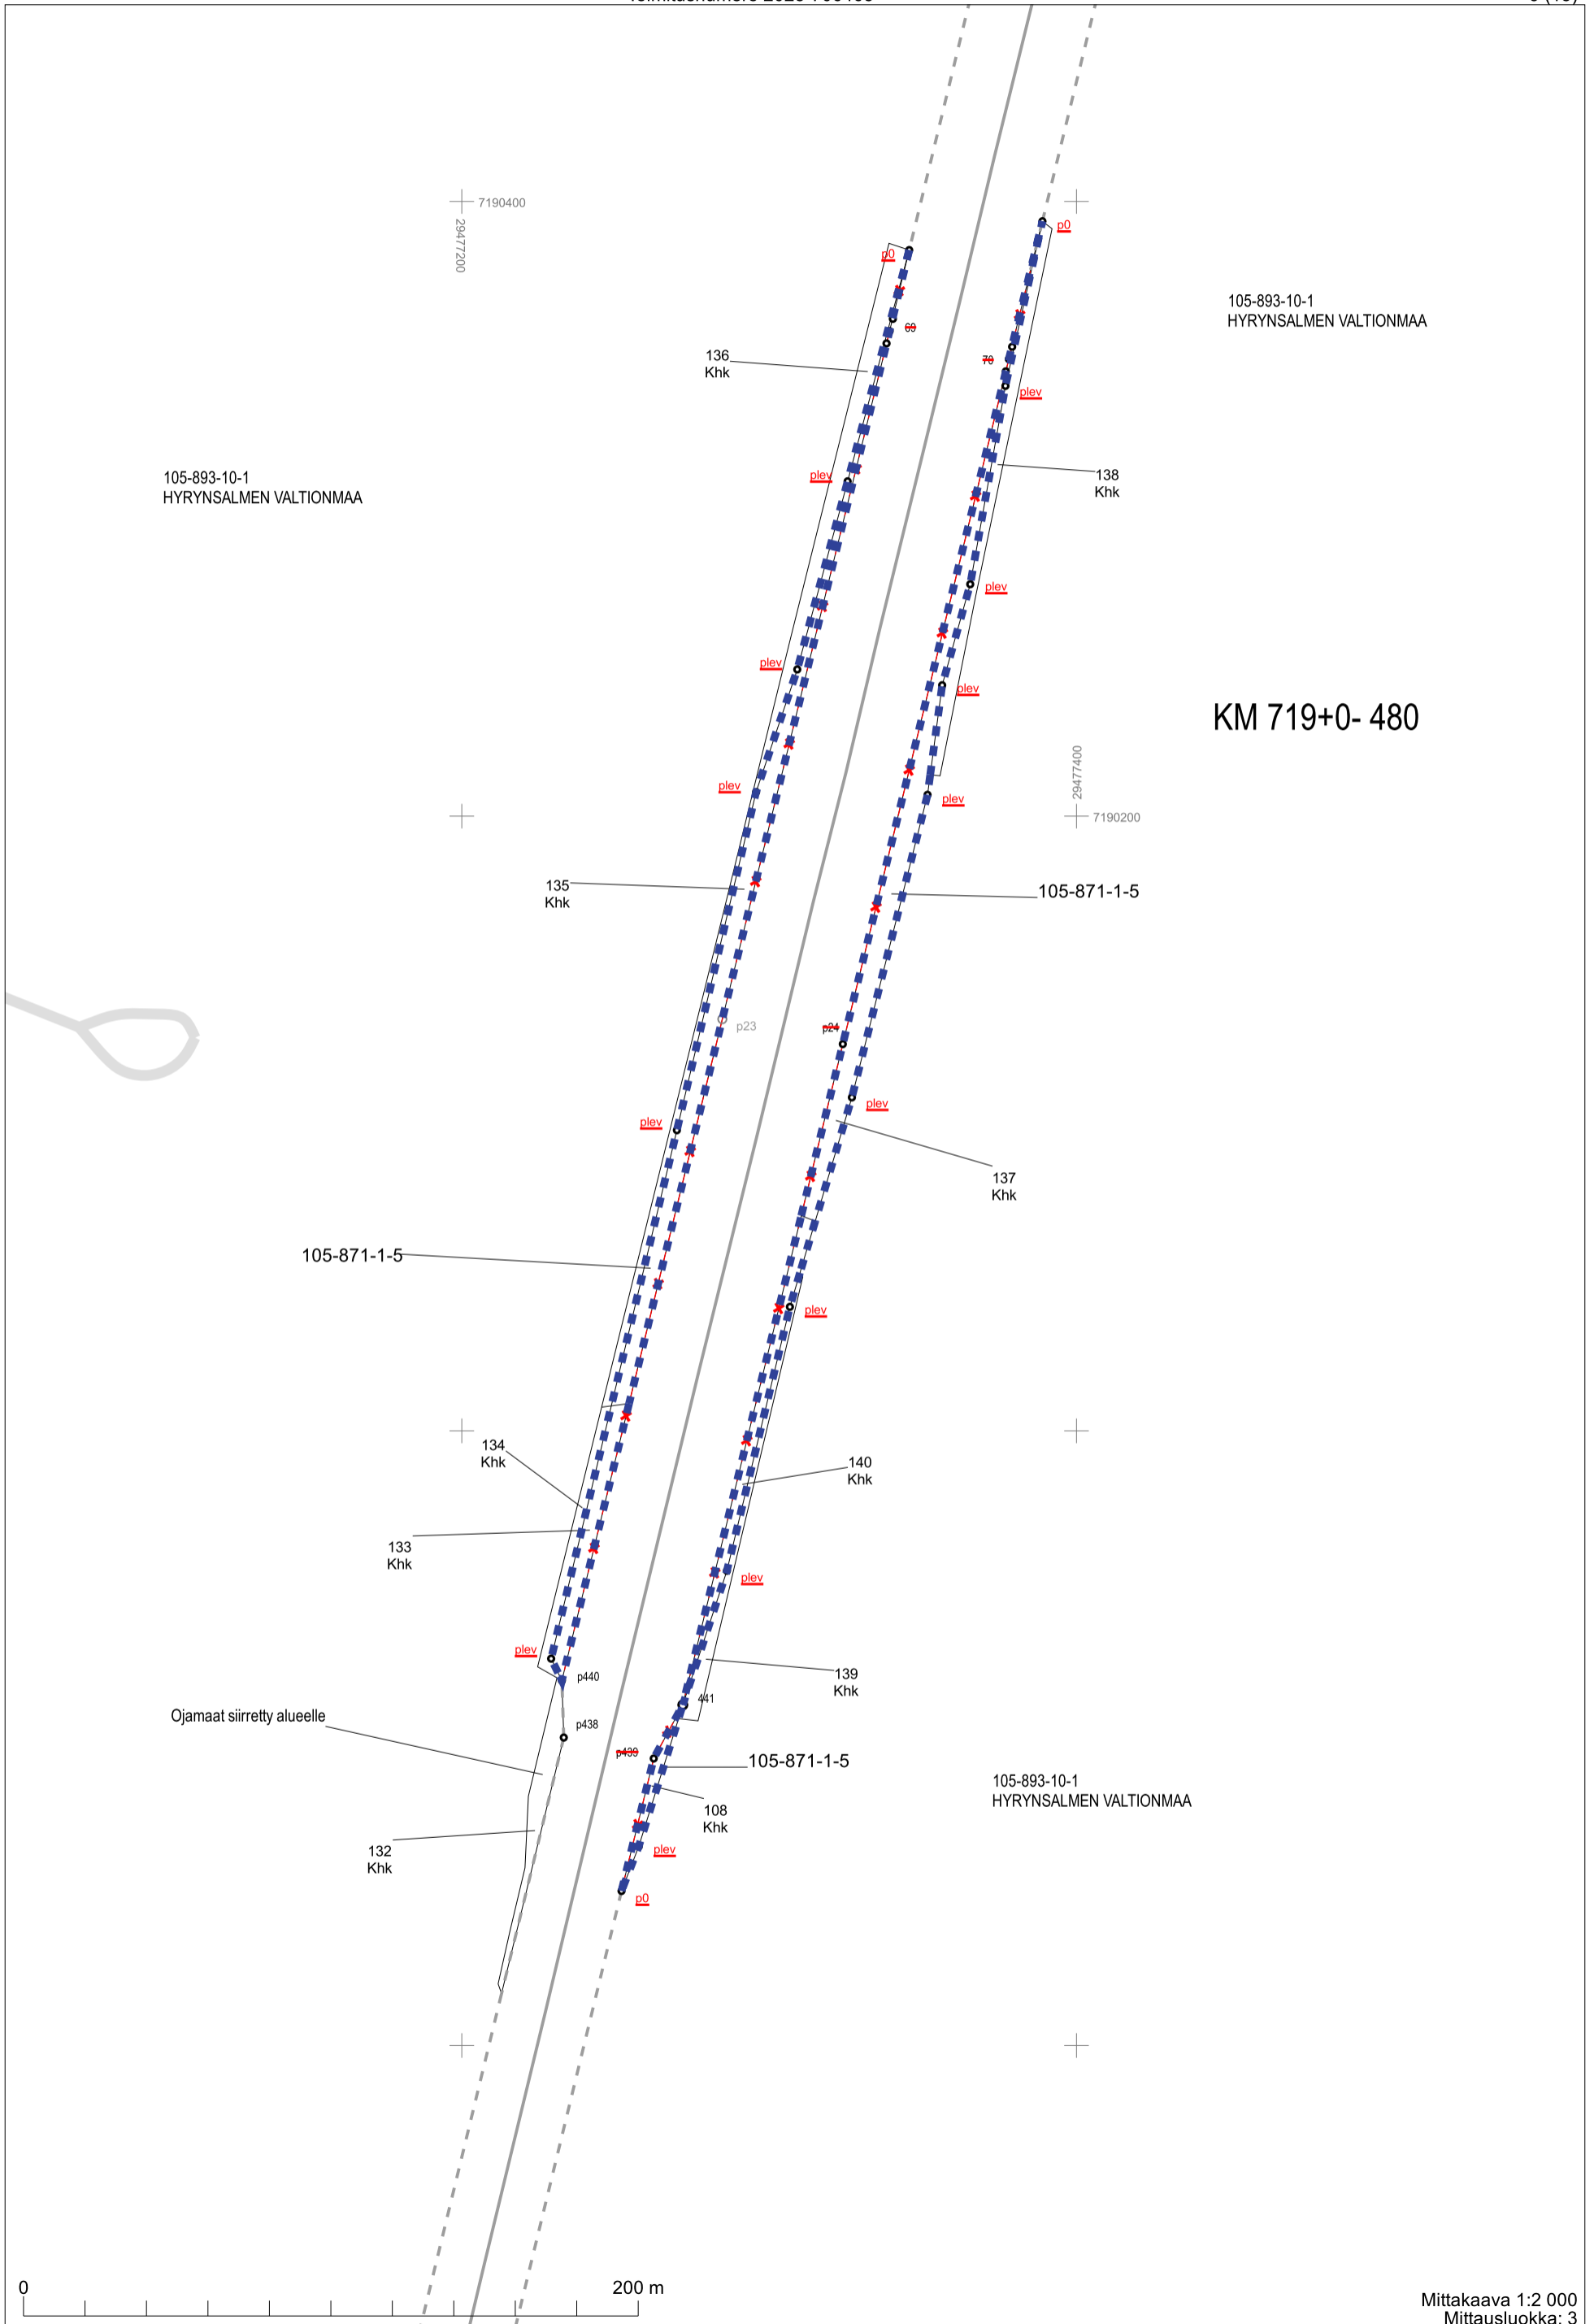 7190400
29477200
p0
p0
105-893-10-1
HYRYNSALMEN VALTIONMAA
69
136
Khk
70
plev
105-893-10-1
HYRYNSALMEN VALTIONMAA
plev
138
Khk
plev
plev
plev
KM 719+0- 480
29477400
plev
plev
7190200
135
Khk
105-871-1-5
p23
p24
plev
plev
137
Khk
105-871-1-5
plev
134
Khk
140
Khk
133
Khk
plev
plev
p440
139
Khk
441
Ojamaat siirretty alueelle
p438
p439
105-871-1-5
105-893-10-1
HYRYNSALMEN VALTIONMAA
108
Khk
132
Khk
plev
p0
0
200 m
Mittakaava 1:2 000
Mittausluokka: 3